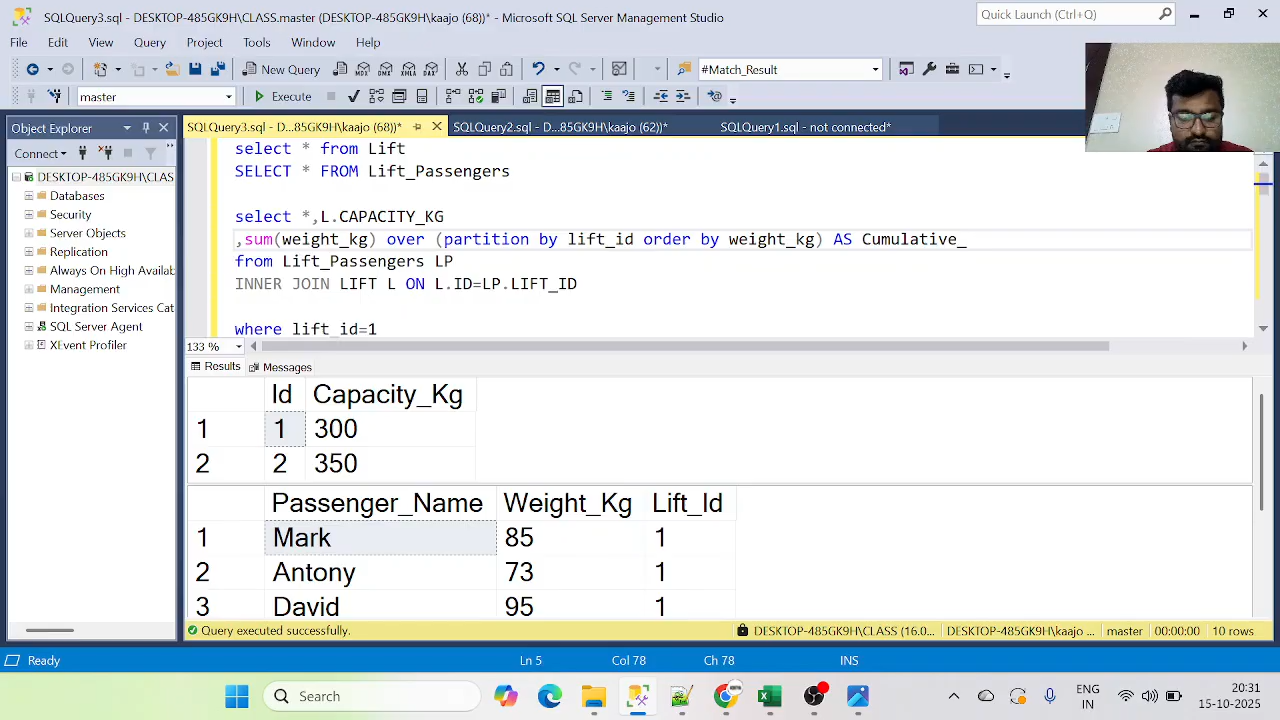 SQLQuery3.sql - DESKTOP-485GK9H\CLASS.master (DESKTOP-485GK9H\kaajo (68))* - Microsoft SQL Server Management Studio
Quick Launch (Ctrl+Q)
File Edit View Query Project Tools Window Help
New Query
MDX DMX XMLA DAX
#Match_Result
master
Execute
Object Explorer
SQLQuery3.sql - D...85GK9H\kaajo (68))*
SQLQuery2.sql - D...85GK9H\kaajo (62))*
SQLQuery1.sql - not connected*
Connect
DESKTOP-485GK9H\CLASS
Databases
Security
Server Objects
Replication
Always On High Availab
Management
Integration Services Cat
SQL Server Agent
XEvent Profiler
select * from Lift
SELECT * FROM Lift_Passengers
select *,L.CAPACITY_KG
,sum(weight_kg) over (partition by lift_id order by weight_kg) AS Cumulative_
from Lift_Passengers LP
INNER JOIN LIFT L ON L.ID=LP.LIFT_ID
where lift_id=1
133 %
Results Messages
Id Capacity_Kg
1 1 300
2 2 350
Passenger_Name Weight_Kg Lift_Id
1 Mark 85 1
2 Antony 73 1
3 David 95 1
Query executed successfully.
DESKTOP-485GK9H\CLASS (16.0... DESKTOP-485GK9H\kaajo ... master 00:00:00 10 rows
Ready Ln 5 Col 78 Ch 78 INS
Search
ENG
IN
20:31
15-10-2025